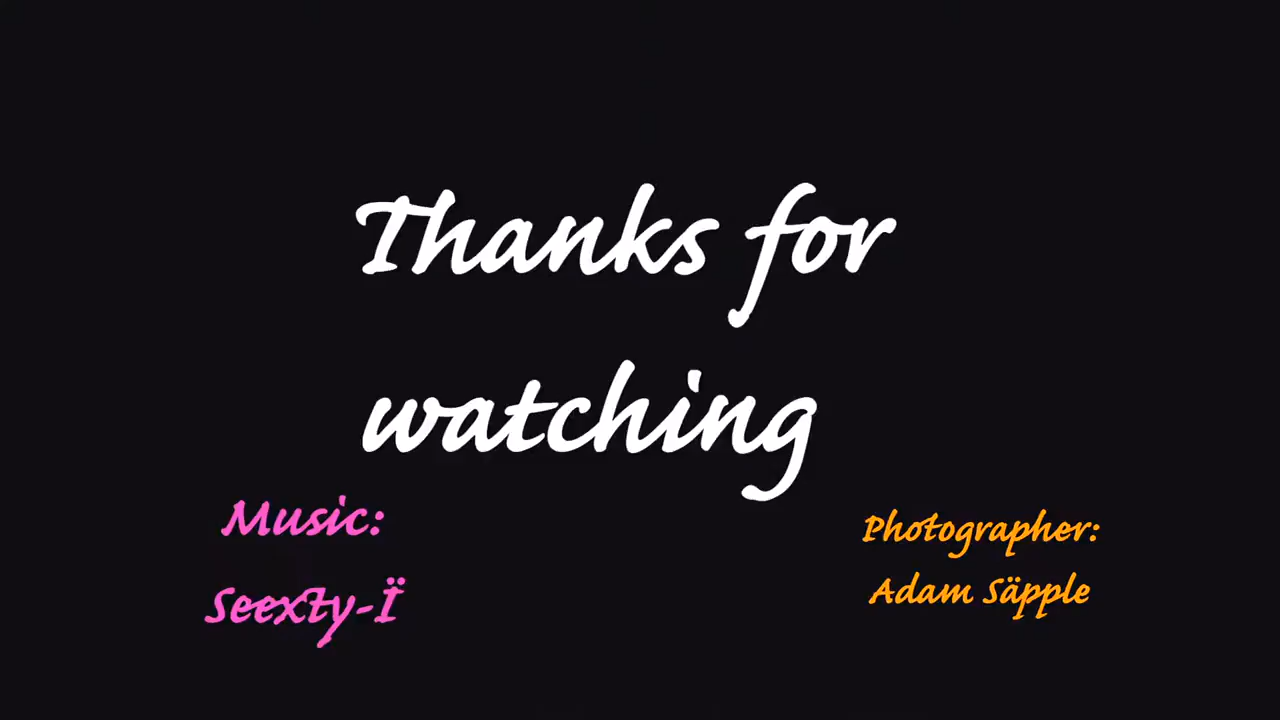 Thanks for
watching
Music:
Seexty-Ï
Photographer:
Adam Säpple